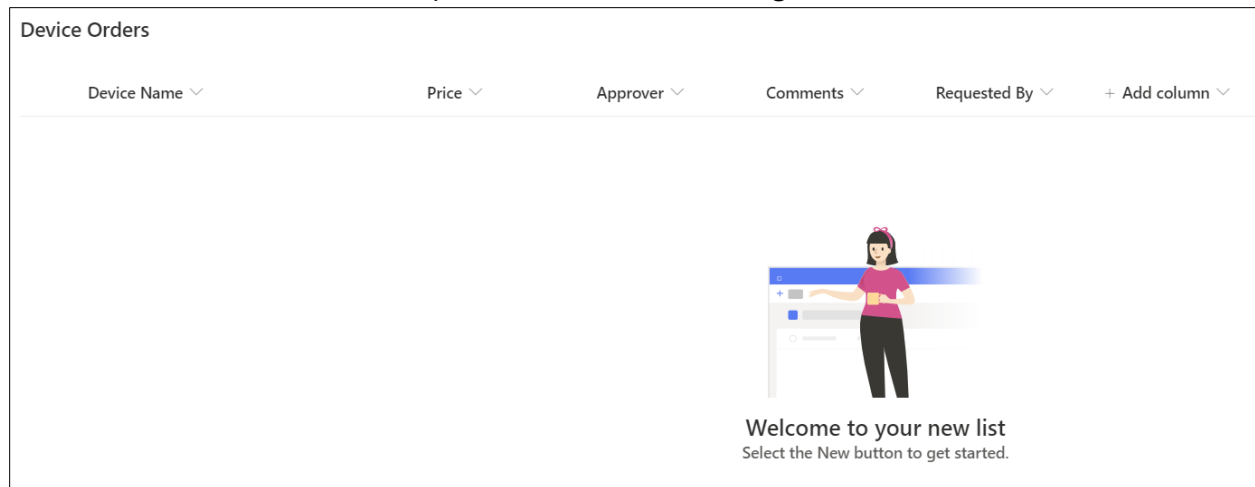 Device Orders
Device Name Price Approver Comments Requested By + Add column
Welcome to your new list
Select the New button to get started.